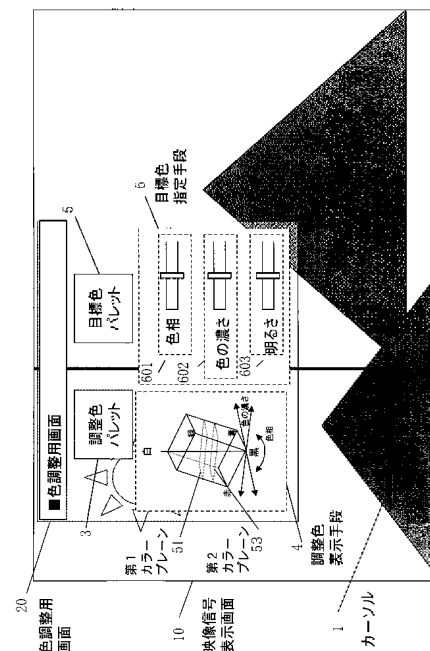 20
色調整用
画面
■色調整用画面
調整色
パレット
3
目標色
パレット
5
6
目標色
指定手段
601
色相
602
色の濃さ
603
明るさ
第1
カラー
プレーン
51
第2
カラー
プレーン
53
白
緑
赤
青
黒
色の濃さ
色相
4
調整色
表示手段
10
映像信号
表示画面
1
カーソル